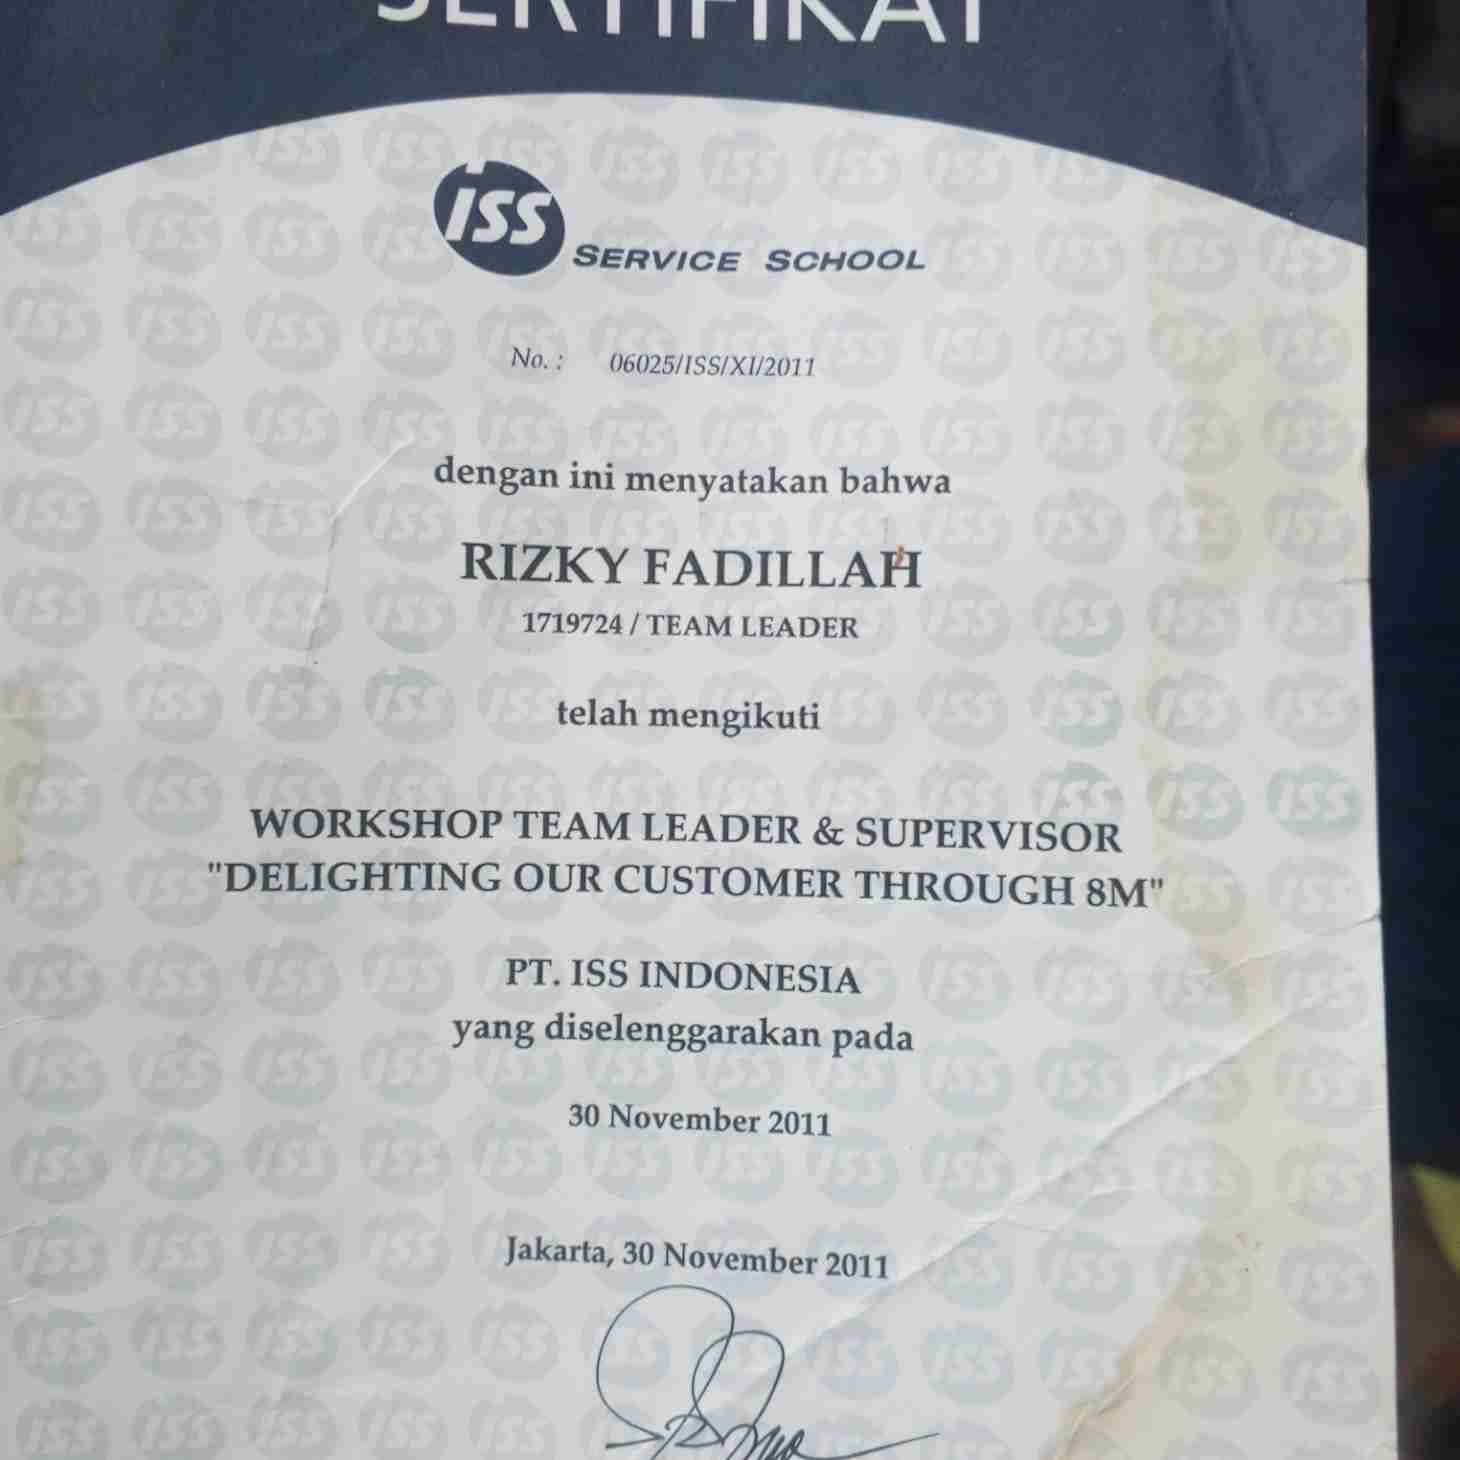 SERTIFIKAT
ISS SERVICE SCHOOL
No. : 06025/ISS/XI/2011
dengan ini menyatakan bahwa
RIZKY FADILLAH
1719724 / TEAM LEADER
telah mengikuti
WORKSHOP TEAM LEADER & SUPERVISOR
"DELIGHTING OUR CUSTOMER THROUGH 8M"
PT. ISS INDONESIA
yang diselenggarakan pada
30 November 2011
Jakarta, 30 November 2011